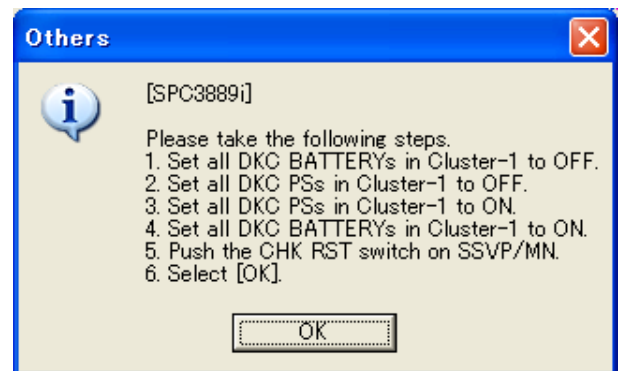 Others
[SPC3889i]
Please take the following steps.
1. Set all DKC BATTERYs in Cluster-1 to OFF.
2. Set all DKC PSs in Cluster-1 to OFF.
3. Set all DKC PSs in Cluster-1 to ON.
4. Set all DKC BATTERYs in Cluster-1 to ON.
5. Push the CHK RST switch on SSVP/MN.
6. Select [OK].
OK